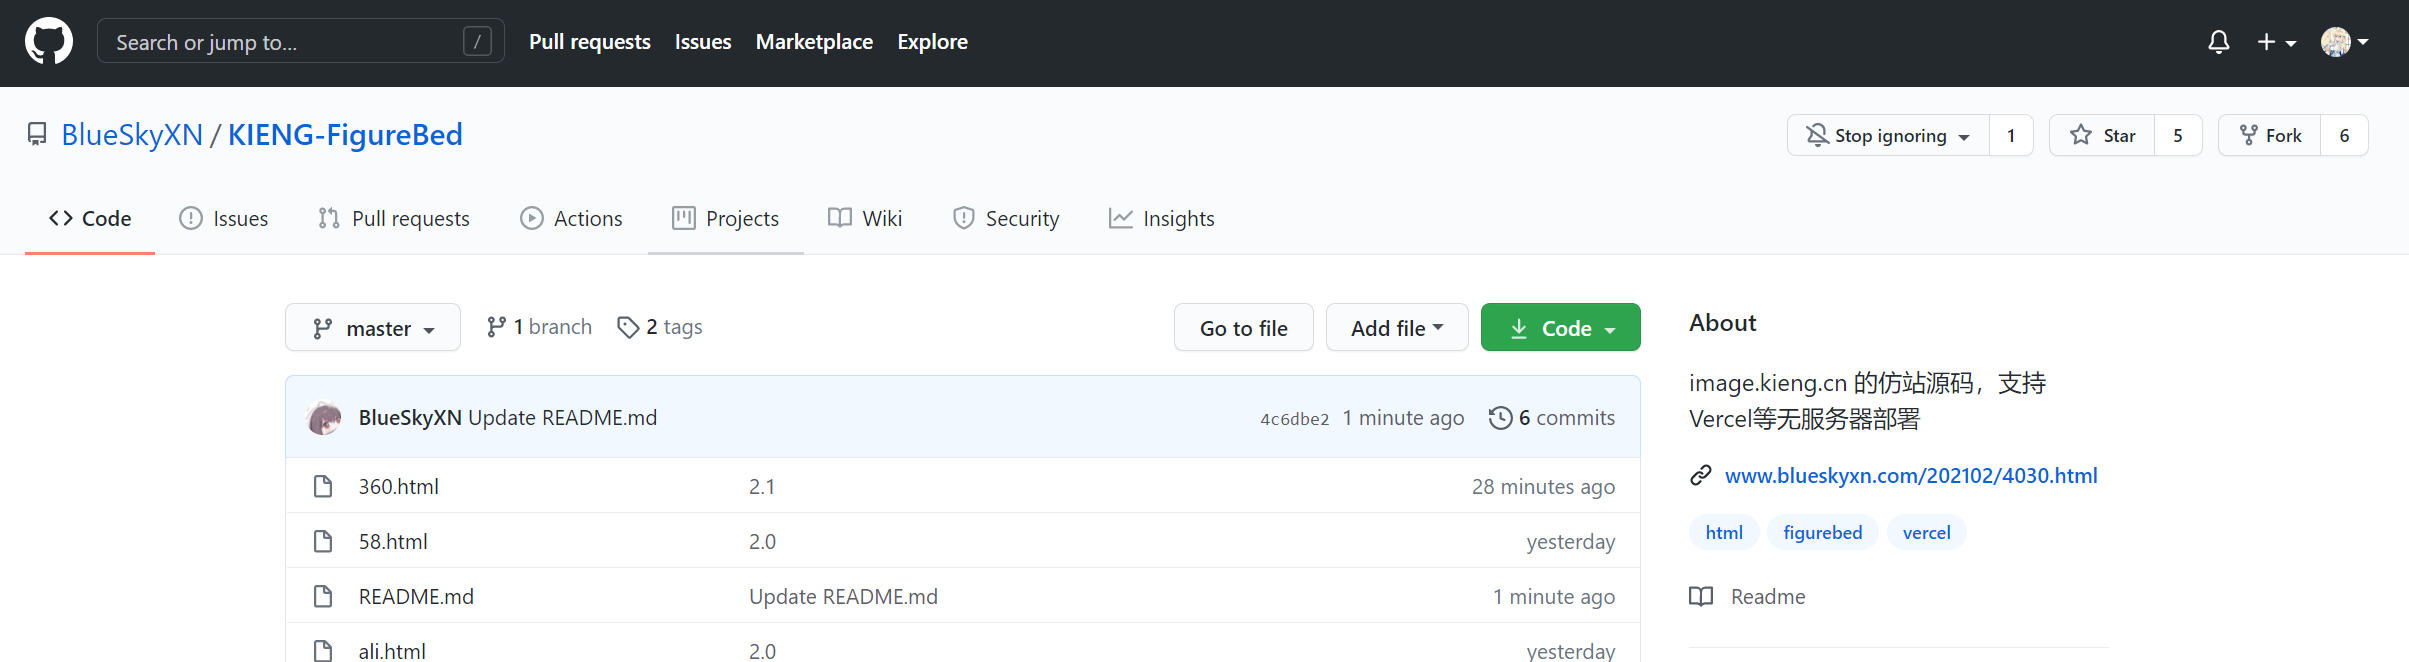 Search or jump to... / Pull requests Issues Marketplace Explore
BlueSkyXN / KIENG-FigureBed Stop ignoring 1 Star 5 Fork 6
Code Issues Pull requests Actions Projects Wiki Security Insights
master 1 branch 2 tags Go to file Add file Code
BlueSkyXN Update README.md 4c6dbe2 1 minute ago 6 commits
360.html 2.1 28 minutes ago
58.html 2.0 yesterday
README.md Update README.md 1 minute ago
ali.html 2.0 yesterday
About
image.kieng.cn 的仿站源码，支持
Vercel等无服务器部署
www.blueskyxn.com/202102/4030.html
html figurebed vercel
Readme